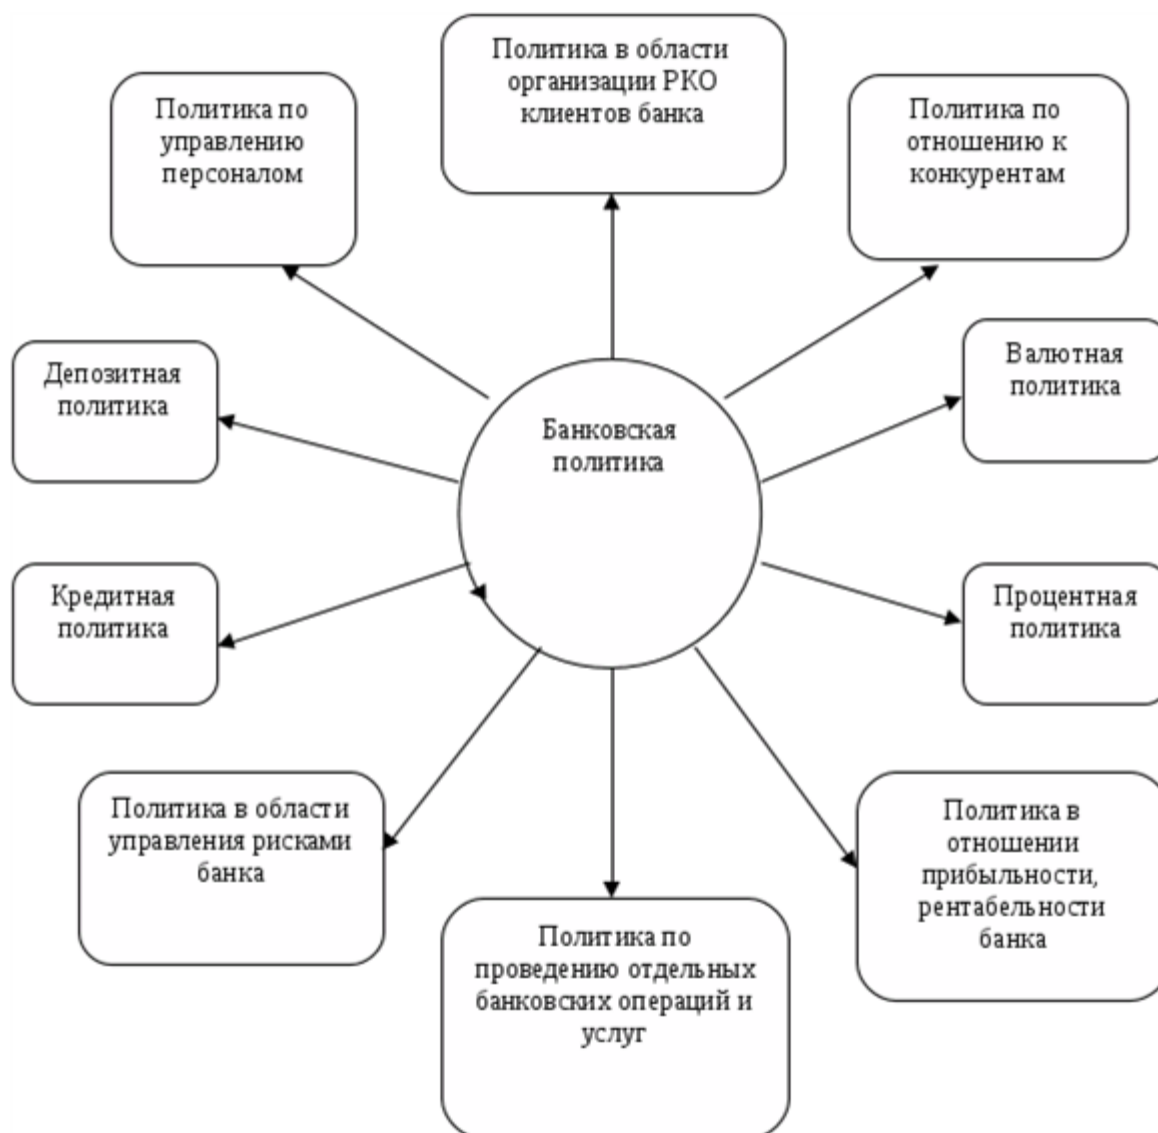 Политика в области
организации РКО
клиентов банка
Политика по
управлению
персоналом
Политика по
отношению к
конкурентам
Депозитная
политика
Валютная
политика
Банковская
политика
Кредитная
политика
Процентная
политика
Политика в области
управления рисками
банка
Политика в
отношении
прибыльности,
рентабельности
банка
Политика по
проведению отдельных
банковских операций и
услуг